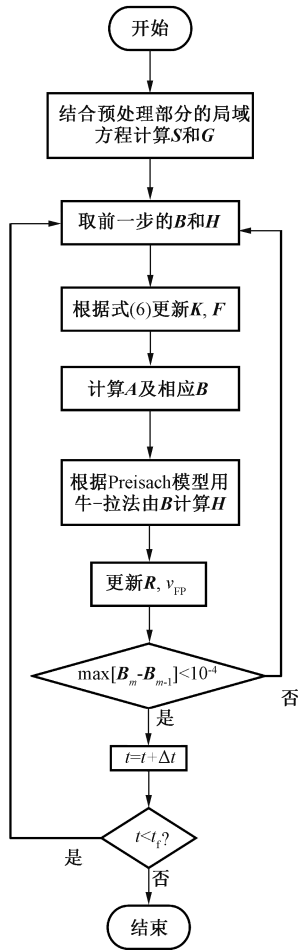 开始
结合预处理部分的局域
方程计算S和G
取前一步的B和H
根据式(6)更新K, F
计算A及相应B
根据Preisach模型用
牛-拉法由B计算H
更新R, vFP
max[Bm-Bm-1]<10-4
否
是
t=t+Δt
t<tf?
是
否
结束